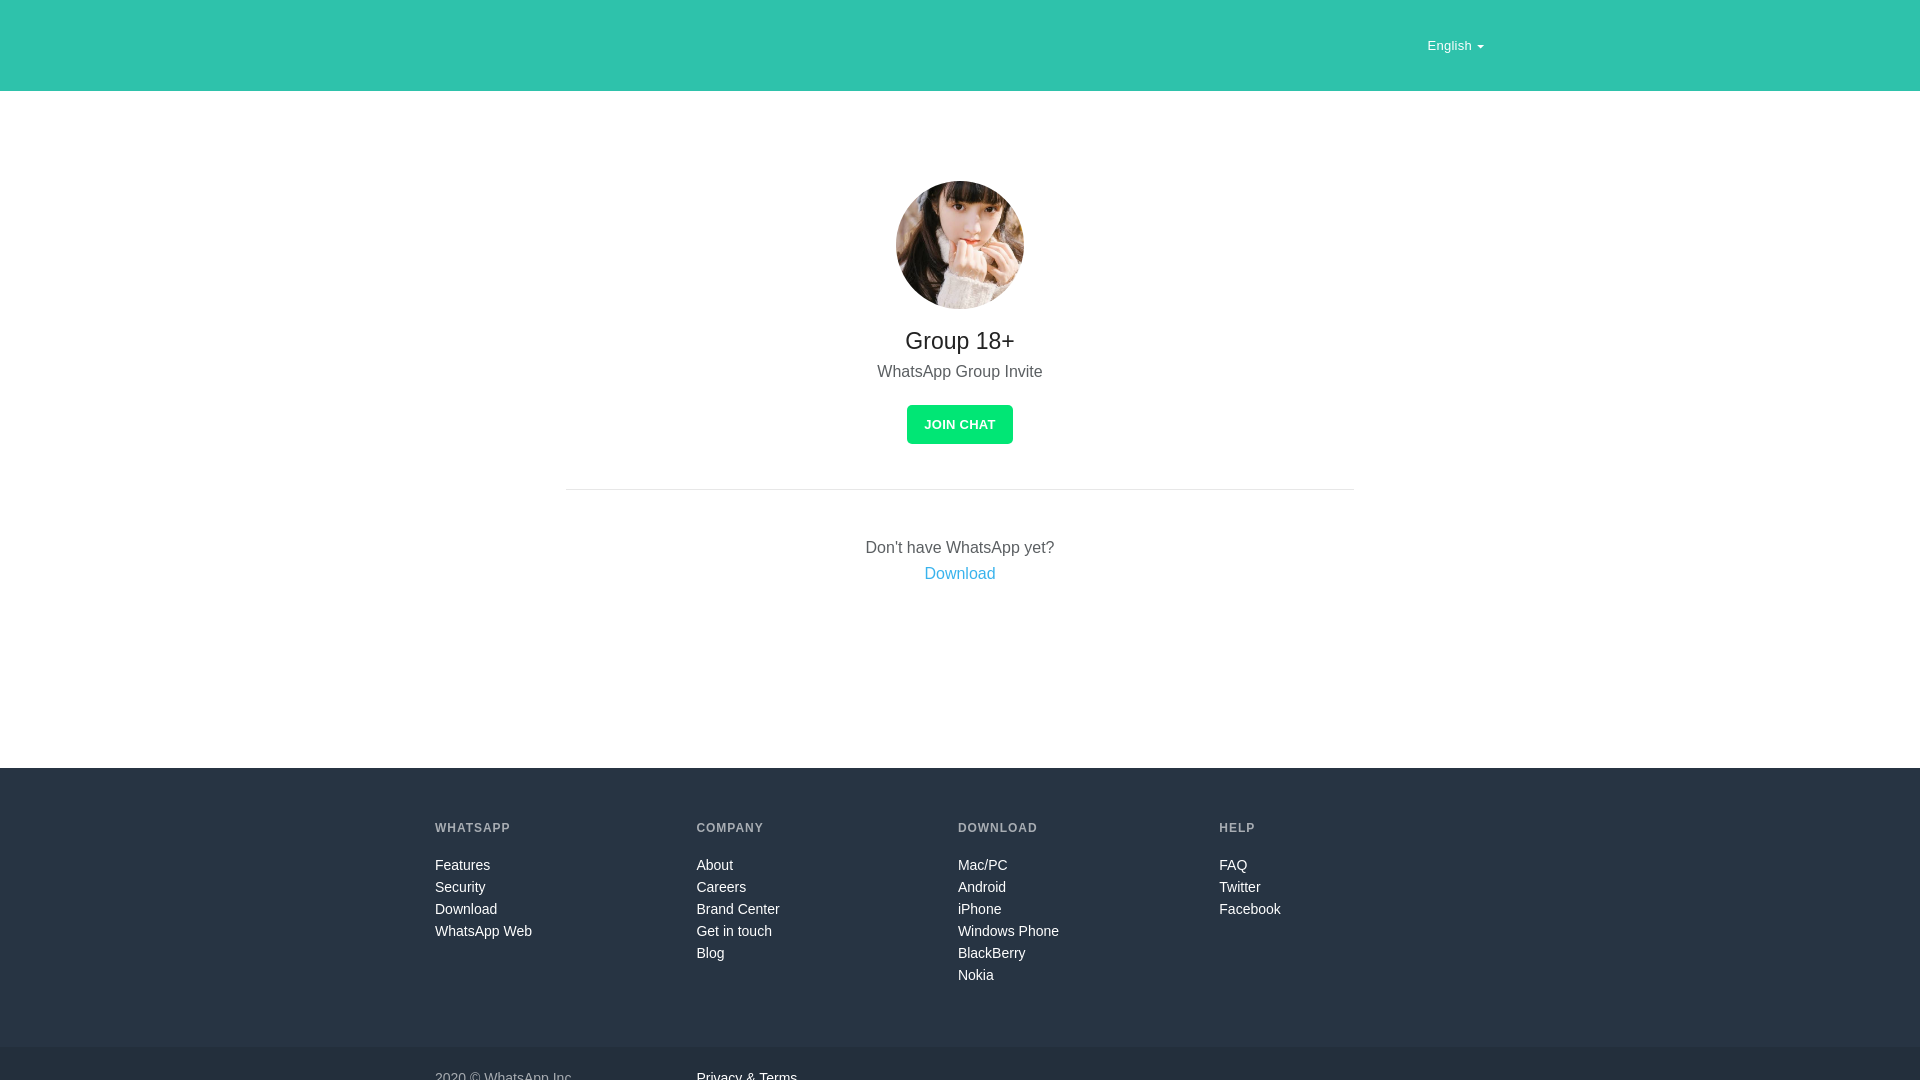 English
Group 18+
WhatsApp Group Invite
JOIN CHAT
Don't have WhatsApp yet?
Download
WHATSAPP
Features
Security
Download
WhatsApp Web
COMPANY
About
Careers
Brand Center
Get in touch
Blog
DOWNLOAD
Mac/PC
Android
iPhone
Windows Phone
BlackBerry
Nokia
HELP
FAQ
Twitter
Facebook
2020 © WhatsApp Inc.
Privacy & Terms